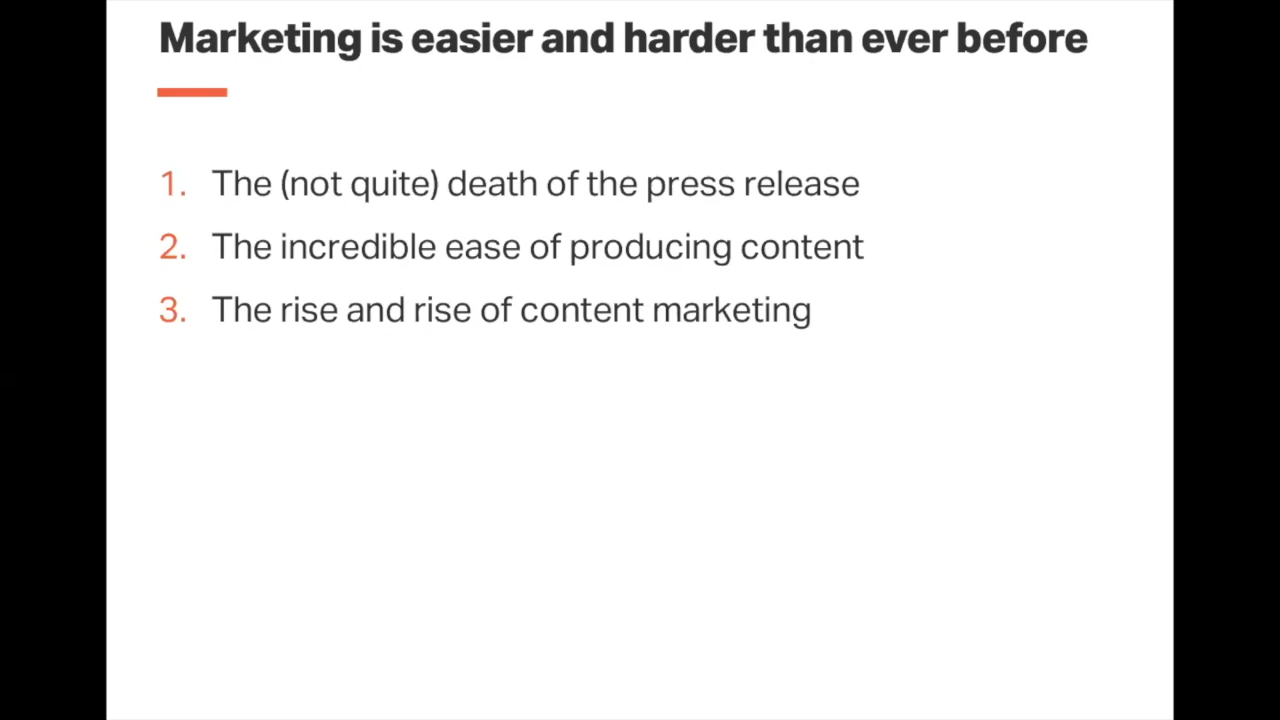 Marketing is easier and harder than ever before
1. The (not quite) death of the press release
2. The incredible ease of producing content
3. The rise and rise of content marketing